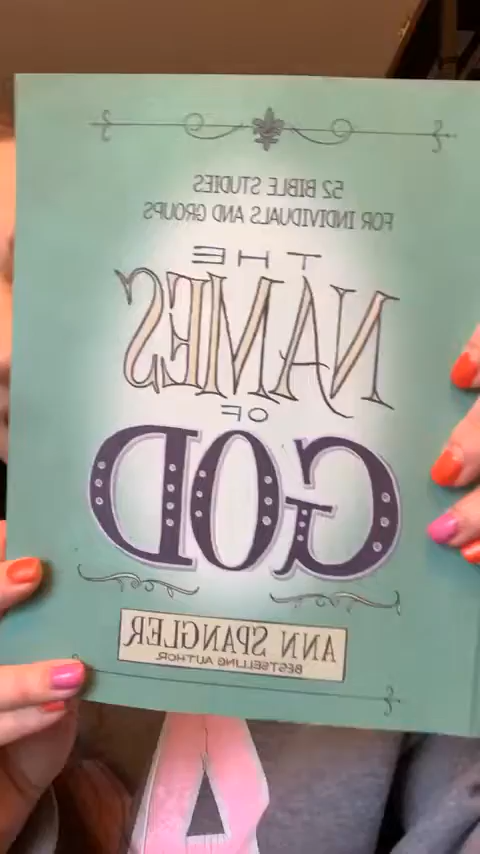 52 BIBLE STUDIES
FOR INDIVIDUALS AND GROUPS
THE
NAMES
OF
GOD
ANN SPANGLER
BESTSELLING AUTHOR